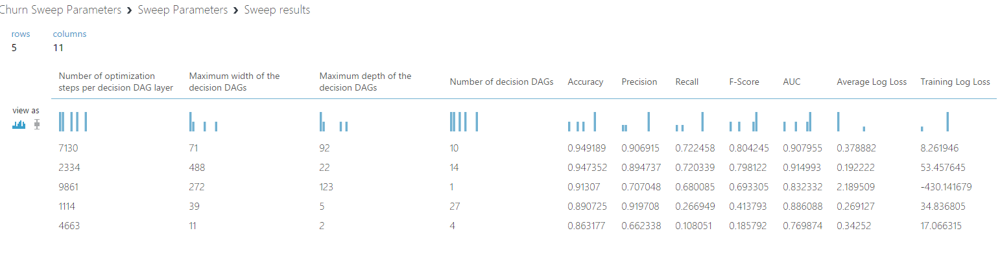 Churn Sweep Parameters › Sweep Parameters › Sweep results
rows columns
5 11
Number of optimization steps per decision DAG layer Maximum width of the decision DAGs Maximum depth of the decision DAGs Number of decision DAGs Accuracy Precision Recall F-Score AUC Average Log Loss Training Log Loss
view as
7130 71 92 10 0.949189 0.906915 0.722458 0.804245 0.907955 0.378882 8.261946
2334 488 22 14 0.947352 0.894737 0.720339 0.798122 0.914993 0.192222 53.457645
9861 272 123 1 0.91307 0.707048 0.680085 0.693305 0.832332 2.189509 -430.141679
1114 39 5 27 0.890725 0.919708 0.266949 0.413793 0.886088 0.269127 34.836805
4663 11 2 4 0.863177 0.662338 0.108051 0.185792 0.769874 0.34252 17.066315